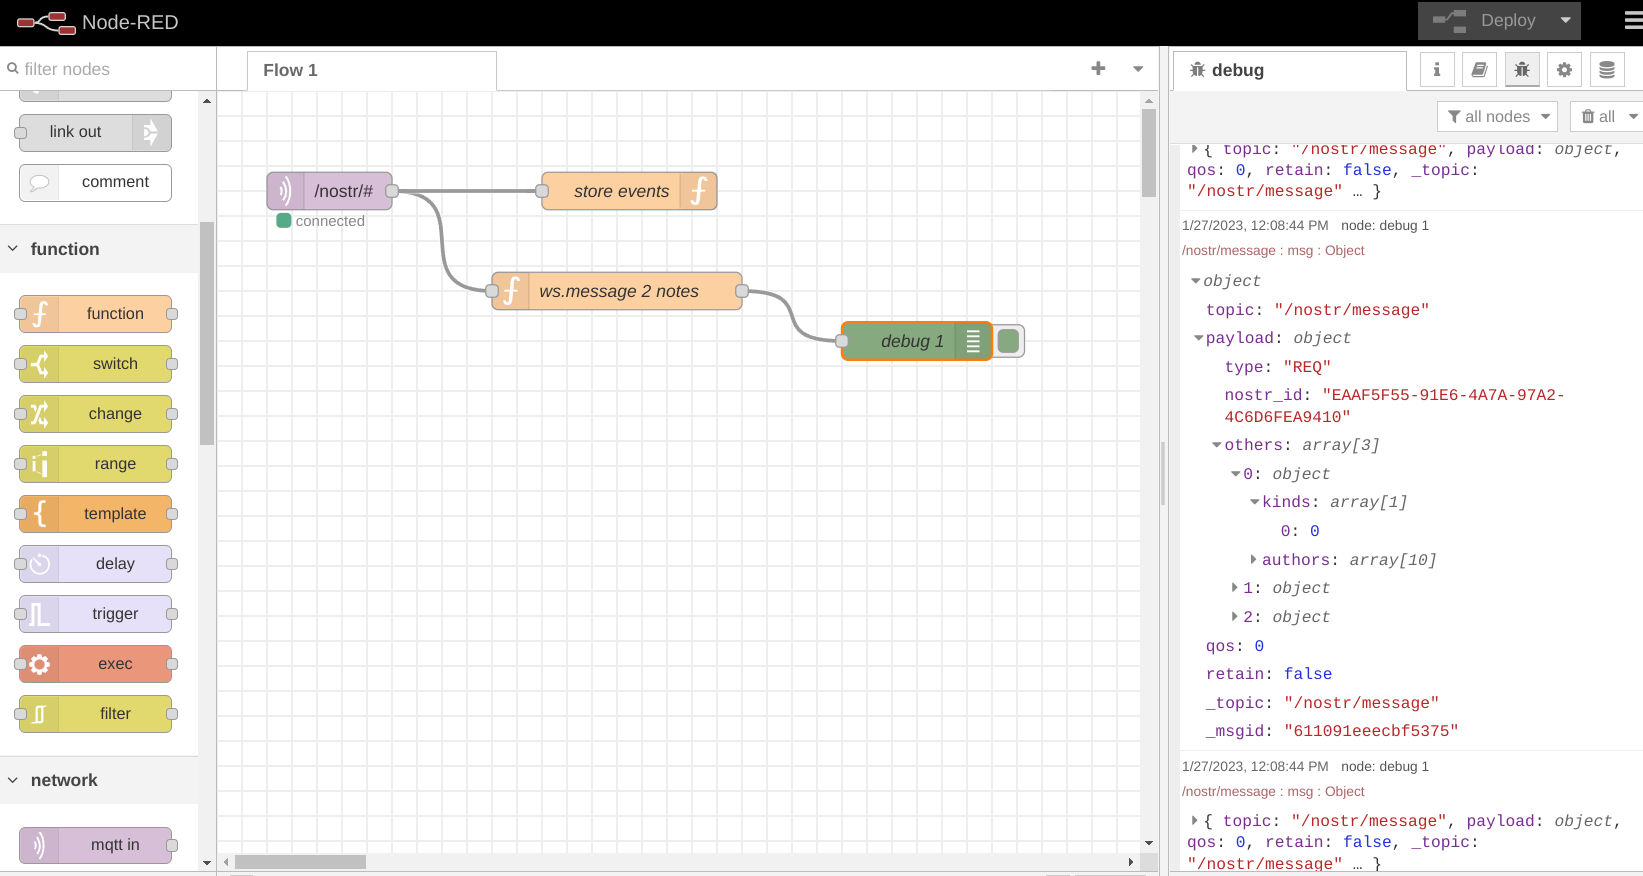 Node-RED
Deploy
filter nodes
link out
comment
function
function
switch
change
range
template
delay
trigger
exec
filter
network
mqtt in
Flow 1
/nostr/#
connected
store events
ws.message 2 notes
debug 1
debug
all nodes
all
{ topic: "/nostr/message", payload: object,
qos: 0, retain: false, _topic:
"/nostr/message" … }
1/27/2023, 12:08:44 PM node: debug 1
/nostr/message : msg : Object
object
topic: "/nostr/message"
payload: object
type: "REQ"
nostr_id: "EAAF5F55-91E6-4A7A-97A2-
4C6D6FEA9410"
others: array[3]
0: object
kinds: array[1]
0: 0
authors: array[10]
1: object
2: object
qos: 0
retain: false
_topic: "/nostr/message"
_msgid: "611091eeecbf5375"
1/27/2023, 12:08:44 PM node: debug 1
/nostr/message : msg : Object
{ topic: "/nostr/message", payload: object,
qos: 0, retain: false, _topic:
"/nostr/message" … }